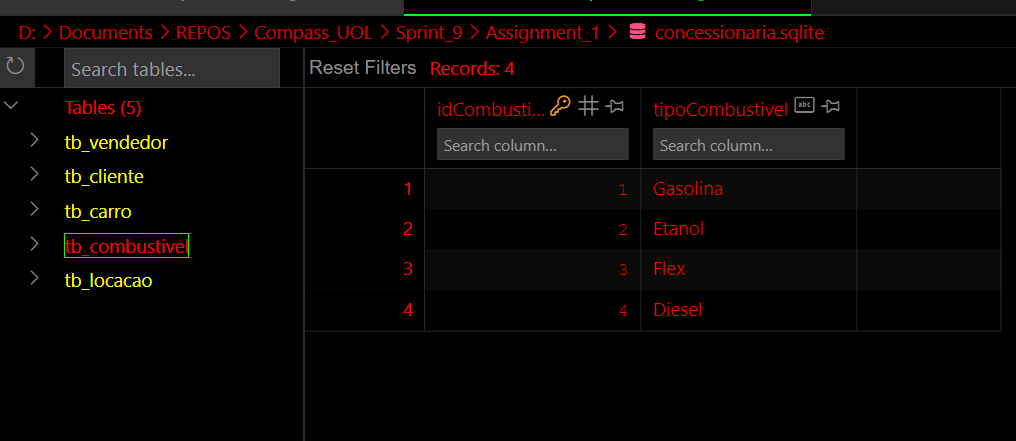 D: > Documents > REPOS > Compass_UOL > Sprint_9 > Assignment_1 > concessionaria.sqlite
Search tables...
Reset Filters Records: 4
Tables (5)
tb_vendedor
tb_cliente
tb_carro
tb_combustivel
tb_locacao
idCombusti... tipoCombustivel abc
Search column... Search column...
1 1 Gasolina
2 2 Etanol
3 3 Flex
4 4 Diesel